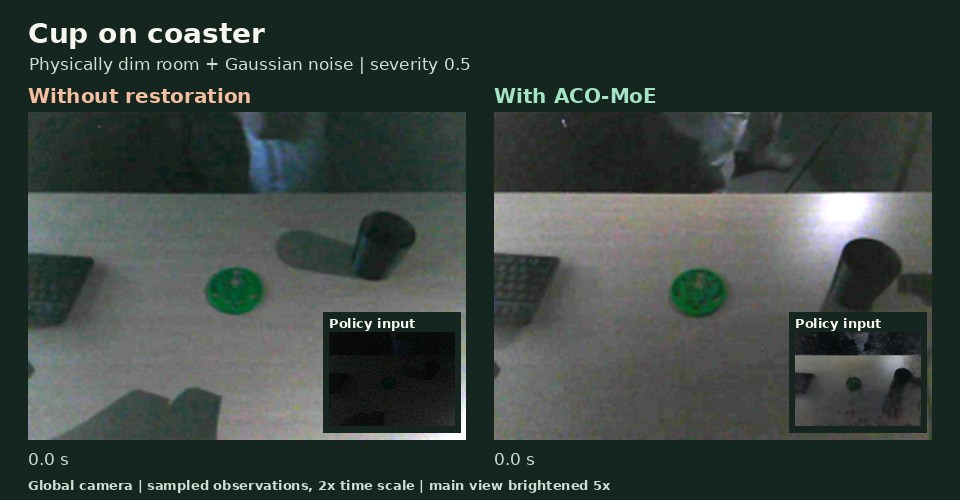 Cup on coaster
Physically dim room + Gaussian noise | severity 0.5
Without restoration
With ACO-MoE
Policy input
Policy input
0.0 s
0.0 s
Global camera | sampled observations, 2x time scale | main view brightened 5x